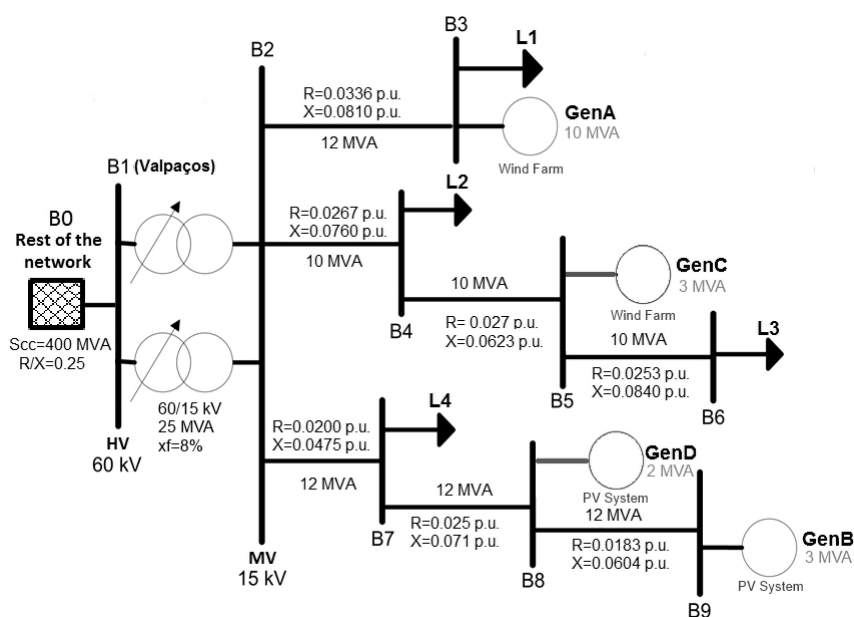 B3
L1
R=0.0336 p.u.
X=0.0810 p.u.
12 MVA
GenA
10 MVA
Wind Farm
B2
B1 (Valpaços)
B0
Rest of the
network
Scc=400 MVA
R/X=0.25
HV
60 kV
60/15 kV
25 MVA
xf=8%
MV
15 kV
L2
R=0.0267 p.u.
X=0.0760 p.u.
10 MVA
B4
10 MVA
R= 0.027 p.u.
X=0.0623 p.u.
GenC
3 MVA
Wind Farm
B5
10 MVA
R=0.0253 p.u.
X=0.0840 p.u.
L3
B6
R=0.0200 p.u.
X=0.0475 p.u.
12 MVA
L4
B7
12 MVA
R=0.025 p.u.
X=0.071 p.u.
GenD
2 MVA
PV System
B8
12 MVA
R=0.0183 p.u.
X=0.0604 p.u.
GenB
3 MVA
PV System
B9